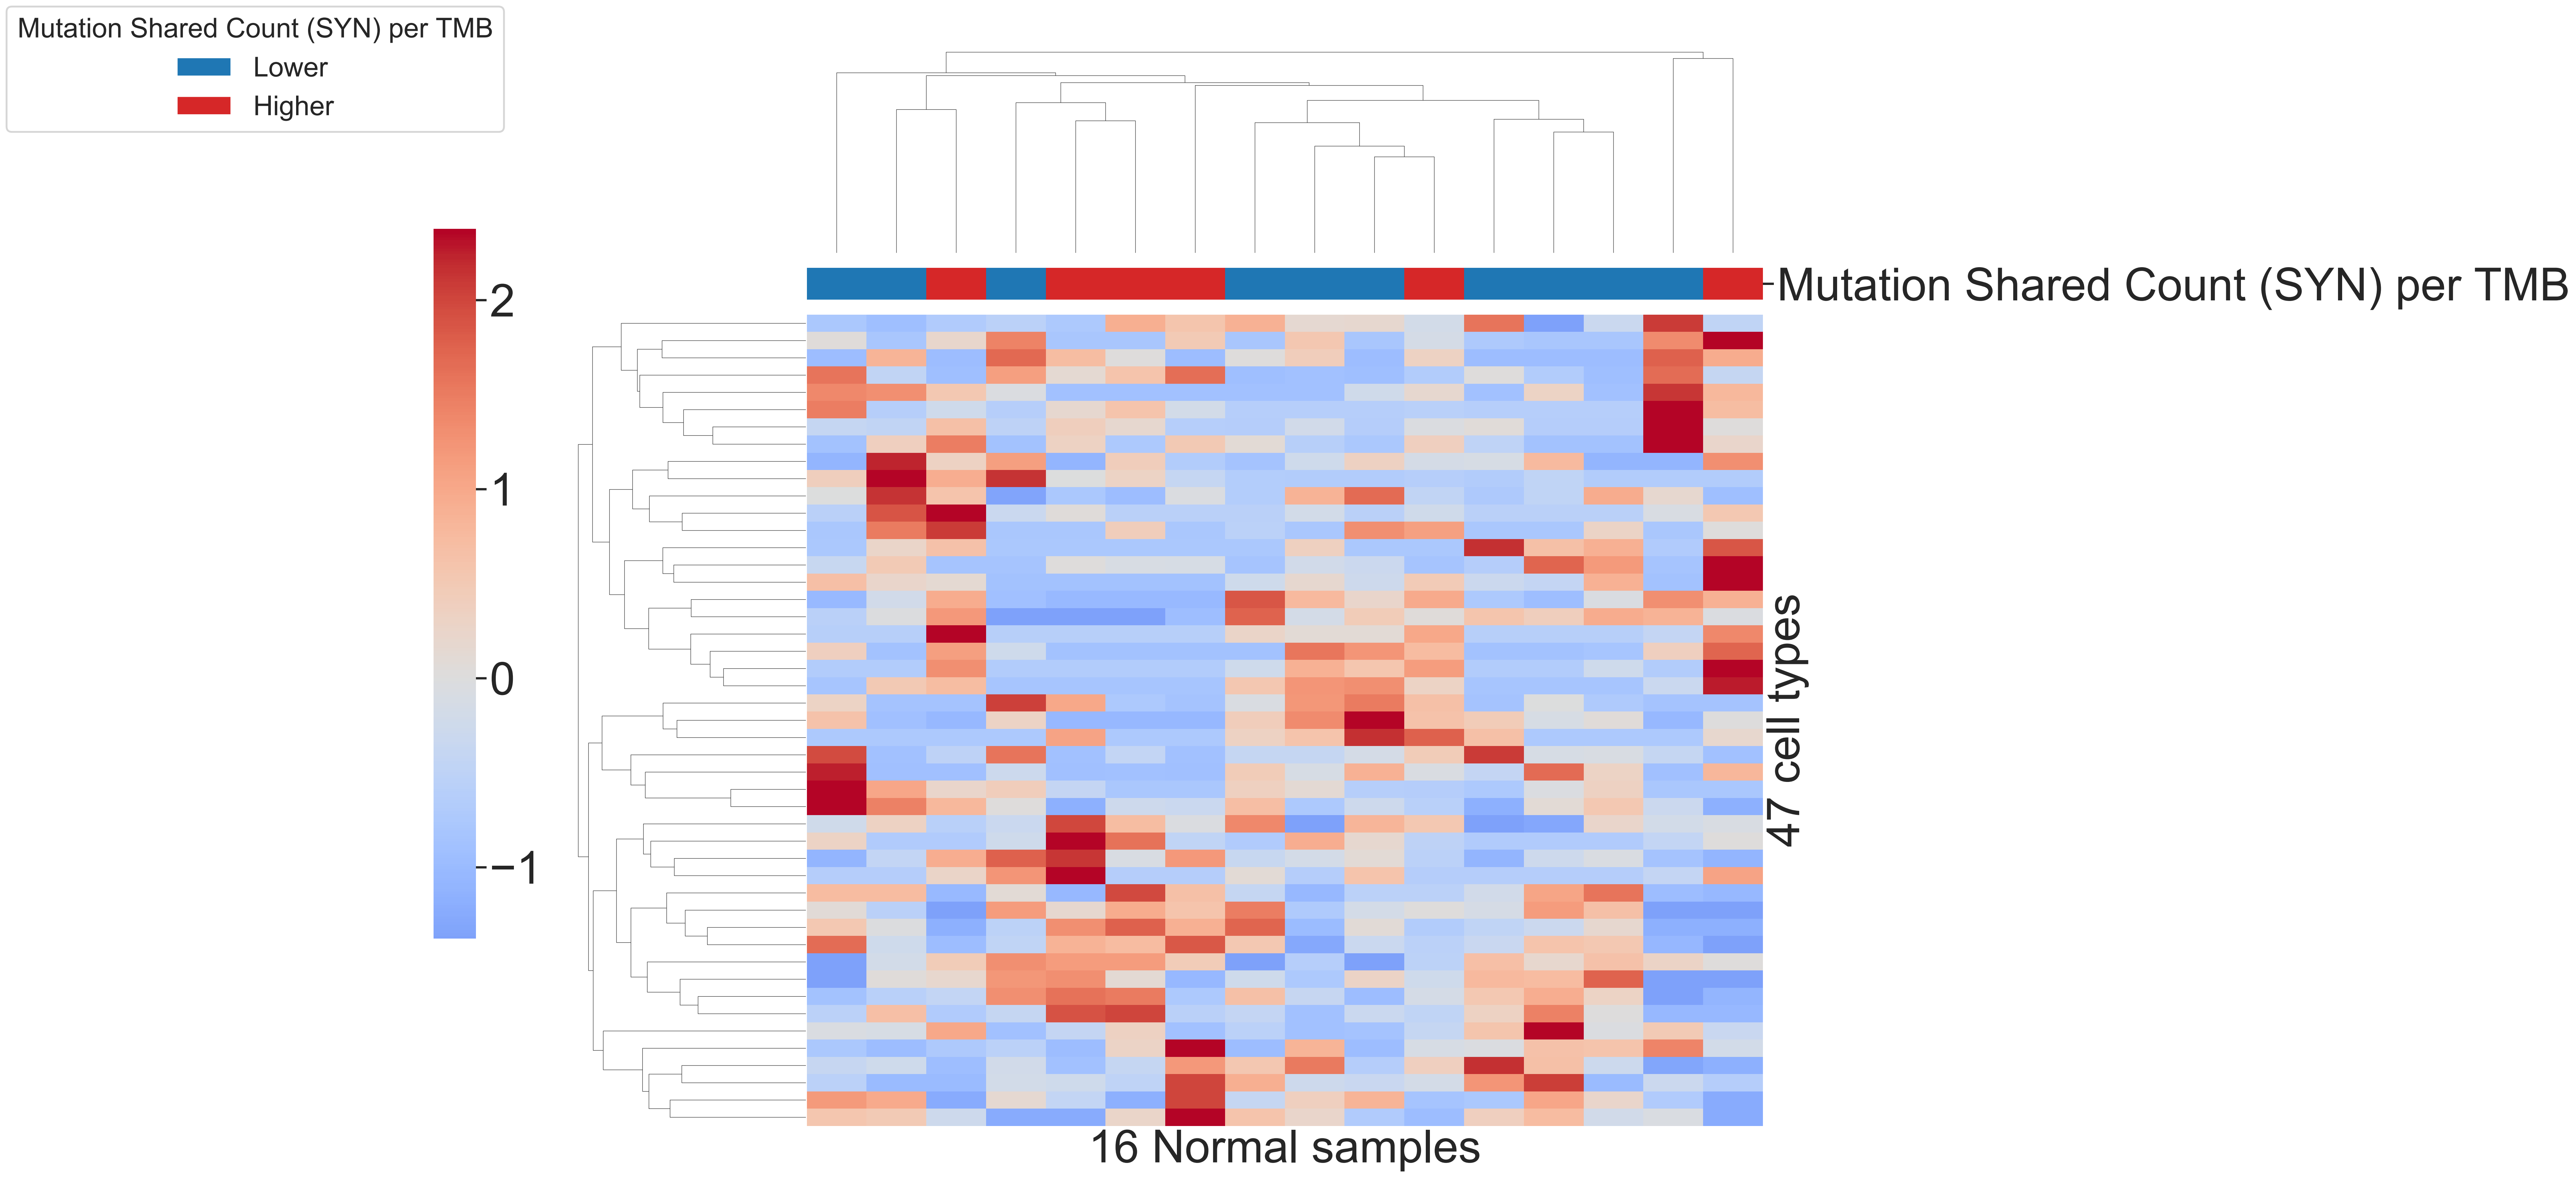 Mutation Shared Count (SYN) per TMB
Lower
Higher
Mutation Shared Count (SYN) per TMB
2
1
0
−1
47 cell types
16 Normal samples